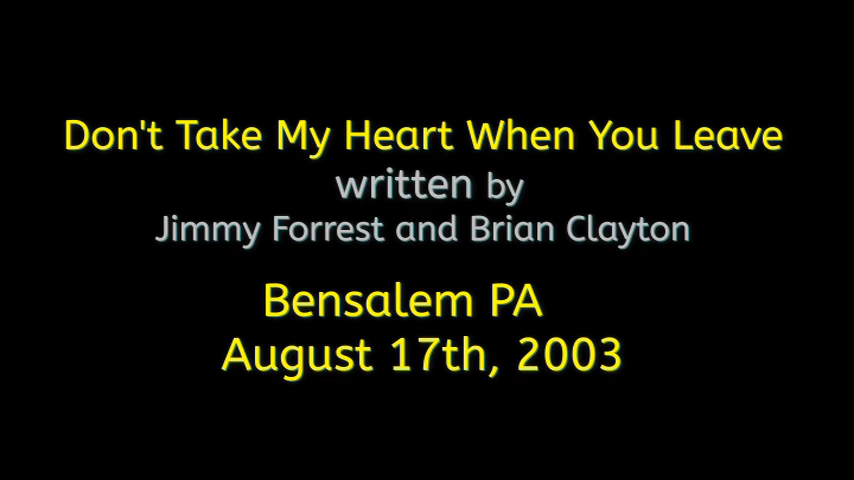 Don't Take My Heart When You Leave
written by
Jimmy Forrest and Brian Clayton
Bensalem PA
August 17th, 2003